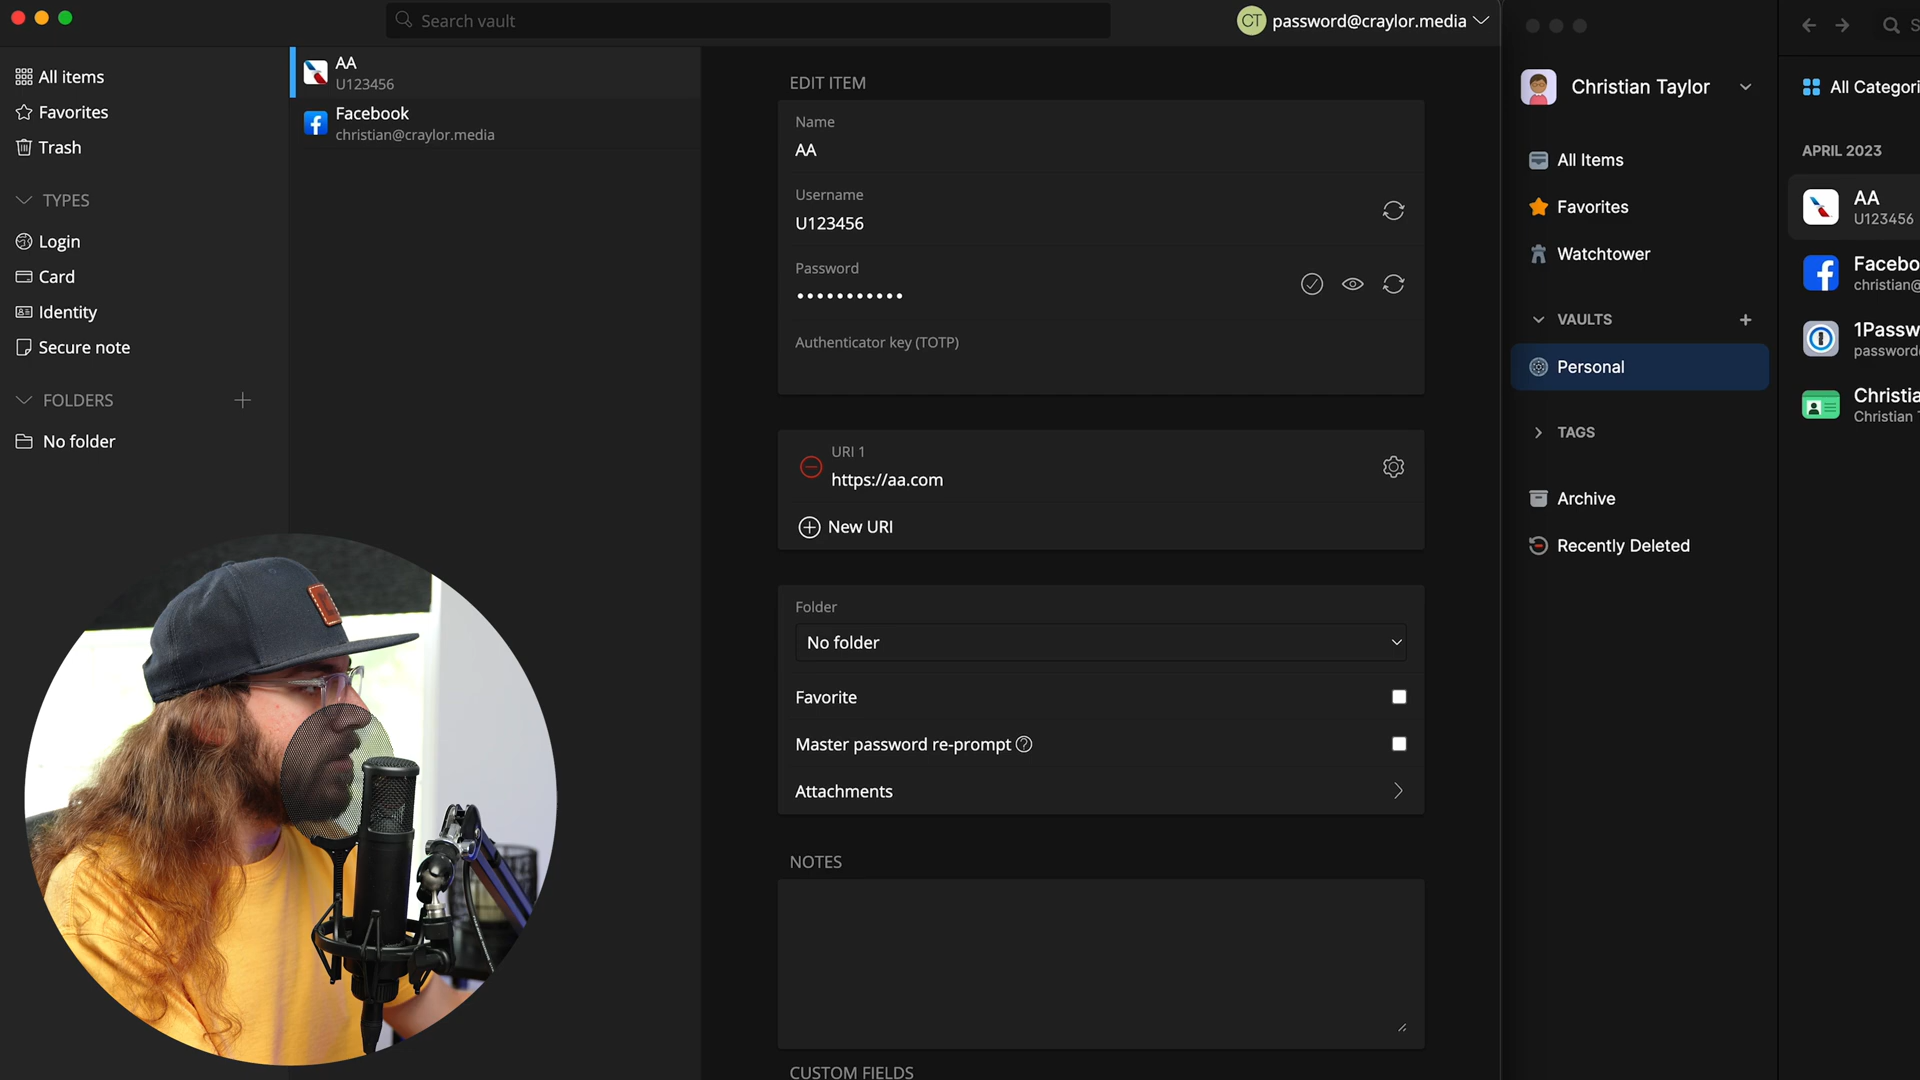 Search vault
CT password@craylor.media
All items
Favorites
Trash
TYPES
Login
Card
Identity
Secure note
FOLDERS
No folder
AA
U123456
Facebook
christian@craylor.media
EDIT ITEM
Name
AA
Username
U123456
Password
Authenticator key (TOTP)
URI 1
https://aa.com
New URI
Folder
No folder
Favorite
Master password re-prompt
Attachments
NOTES
CUSTOM FIELDS
Christian Taylor
All Items
Favorites
Watchtower
VAULTS
Personal
TAGS
Archive
Recently Deleted
S
All Categori
APRIL 2023
AA
U123456
Facebo
christian@
1Passw
password
Christia
Christian T